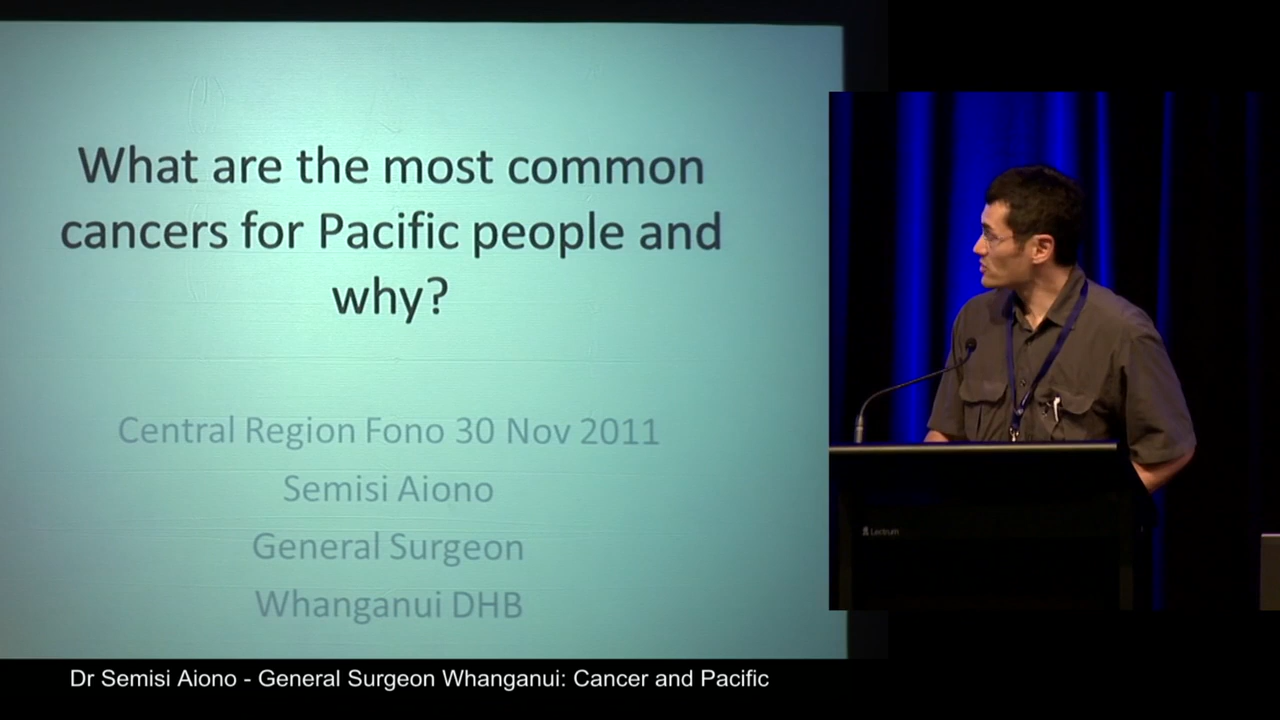 What are the most common
cancers for Pacific people and
why?
Central Region Fono 30 Nov 2011
Semisi Aiono
General Surgeon
Whanganui DHB
Lectrum
Dr Semisi Aiono - General Surgeon Whanganui: Cancer and Pacific